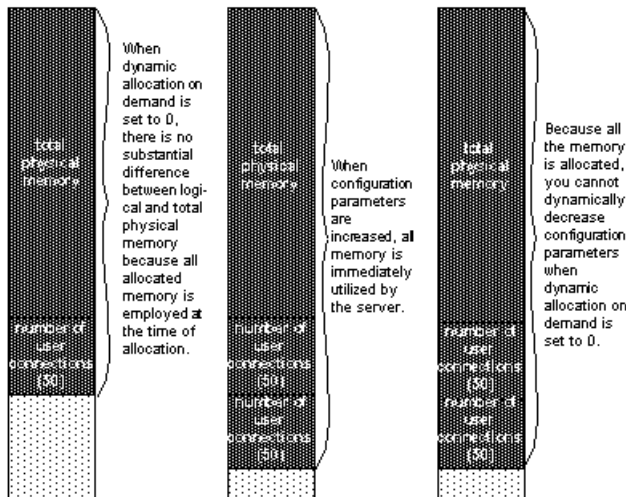 total
physical
memory
number of
user
connections
(50)
When
dynamic
allocation on
demand is
set to 0,
there is no
substantial
difference
between logi-
cal and total
physical
memory
because all
allocated
memory is
employed at
the time of
allocation.
total
physical
memory
number of
user
connections
(50)
number of
user
connections
(50)
When
configuration
parameters
are
increased, all
memory is
immediately
utilized by
the server.
total
physical
memory
number of
user
connections
(50)
number of
user
connections
(50)
Because all
the memory
is allocated,
you cannot
dynamically
decrease
configuration
parameters
when
dynamic
allocation on
demand is
set to 0.